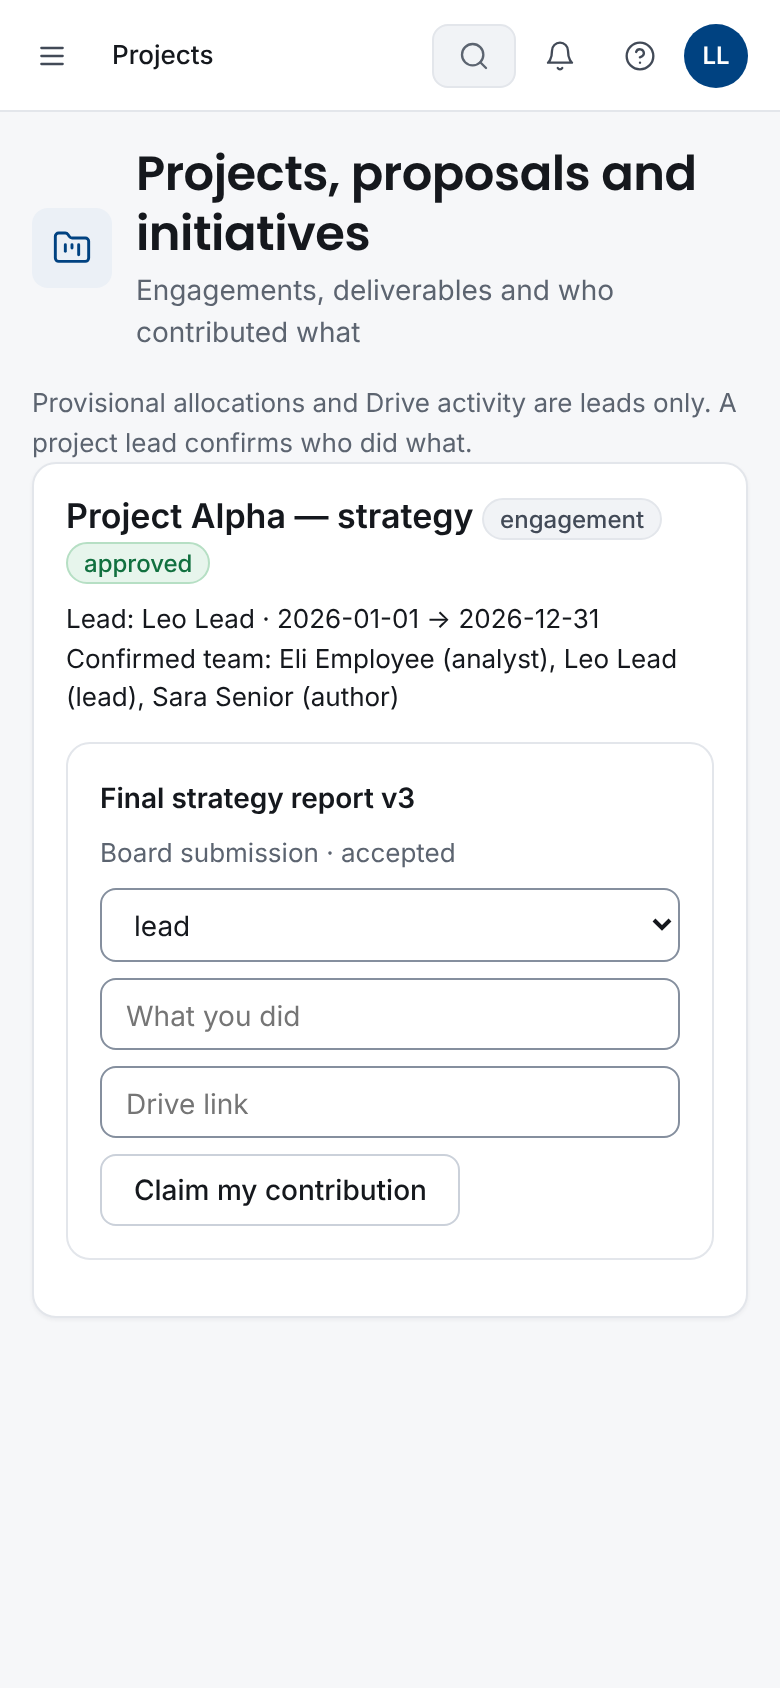 Projects
LL
Projects, proposals and
initiatives
Engagements, deliverables and who
contributed what
Provisional allocations and Drive activity are leads only. A
project lead confirms who did what.
Project Alpha — strategy engagement
approved
Lead: Leo Lead · 2026-01-01 → 2026-12-31
Confirmed team: Eli Employee (analyst), Leo Lead
(lead), Sara Senior (author)
Final strategy report v3
Board submission · accepted
lead
What you did
Drive link
Claim my contribution